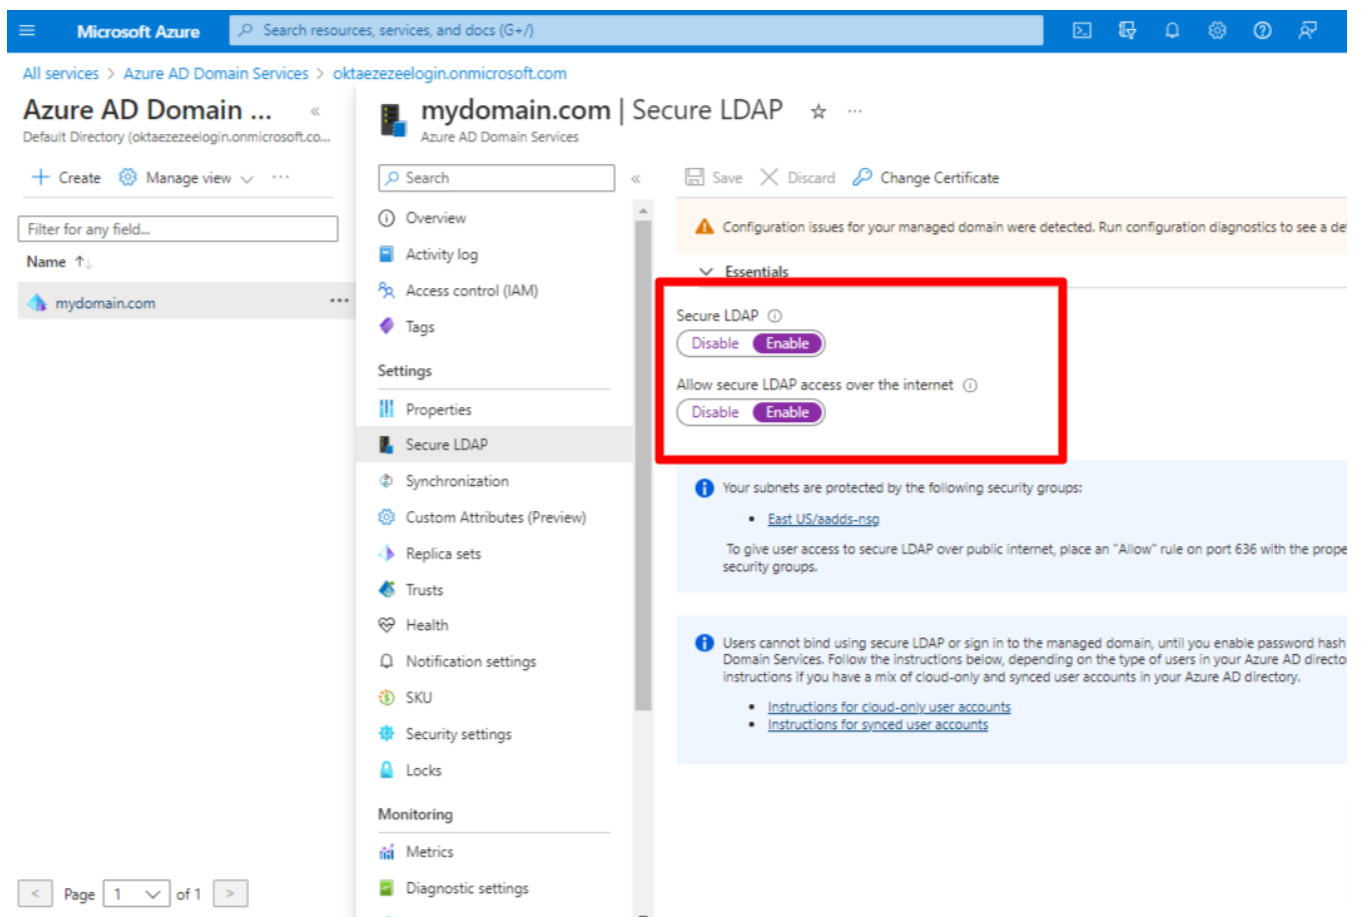 Microsoft Azure
Search resources, services, and docs (G+/)
All services > Azure AD Domain Services > oktaezezeelogin.onmicrosoft.com
Azure AD Domain ...
«
Default Directory (oktaezezeelogin.onmicrosoft.co...
+ Create
Manage view
...
Filter for any field...
Name ↑↓
mydomain.com
...
< Page 1 of 1 >
mydomain.com | Secure LDAP
...
Azure AD Domain Services
Search
«
Overview
Activity log
Access control (IAM)
Tags
Settings
Properties
Secure LDAP
Synchronization
Custom Attributes (Preview)
Replica sets
Trusts
Health
Notification settings
SKU
Security settings
Locks
Monitoring
Metrics
Diagnostic settings
Save
Discard
Change Certificate
Configuration issues for your managed domain were detected. Run configuration diagnostics to see a de
Essentials
Secure LDAP
Disable Enable
Allow secure LDAP access over the internet
Disable Enable
Your subnets are protected by the following security groups:
• East US/aadds-nsg
To give user access to secure LDAP over public internet, place an "Allow" rule on port 636 with the prope
security groups.
Users cannot bind using secure LDAP or sign in to the managed domain, until you enable password hash
Domain Services. Follow the instructions below, depending on the type of users in your Azure AD directo
instructions if you have a mix of cloud-only and synced user accounts in your Azure AD directory.
• Instructions for cloud-only user accounts
• Instructions for synced user accounts